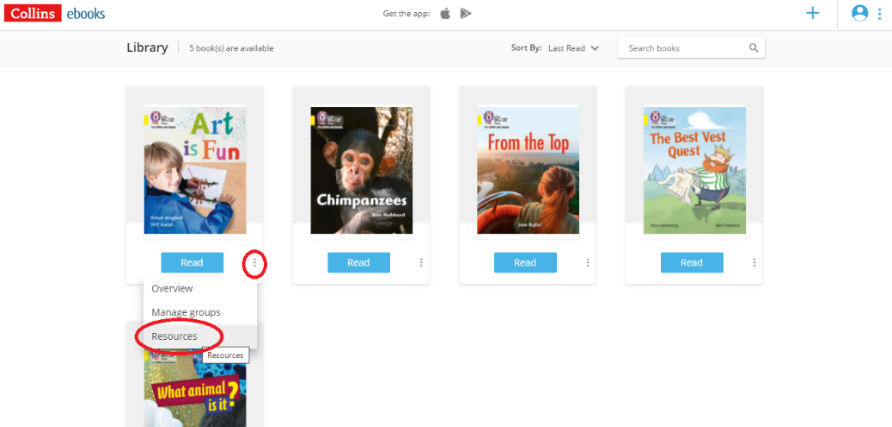 Collins ebooks
Get the app:
Library
5 book(s) are available
Sort By: Last Read
Search books
Art
is Fun
From the Top
The Best Vest
Quest
Chimpanzees
Read
Read
Read
Read
Overview
Manage groups
Resources
Resources
What animal
is it?